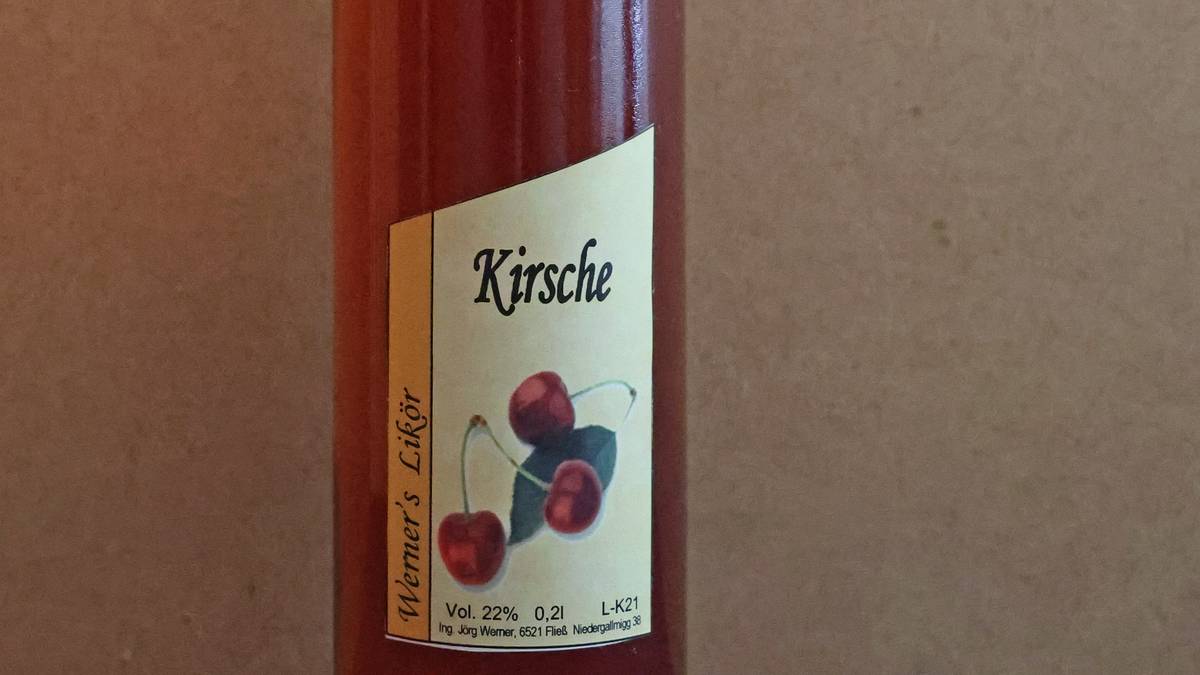 Kirsche
Werner's Likör
Vol. 22% 0,2l L-K21
Ing. Jörg Werner, 6521 Fließ Niedergallmigg 38